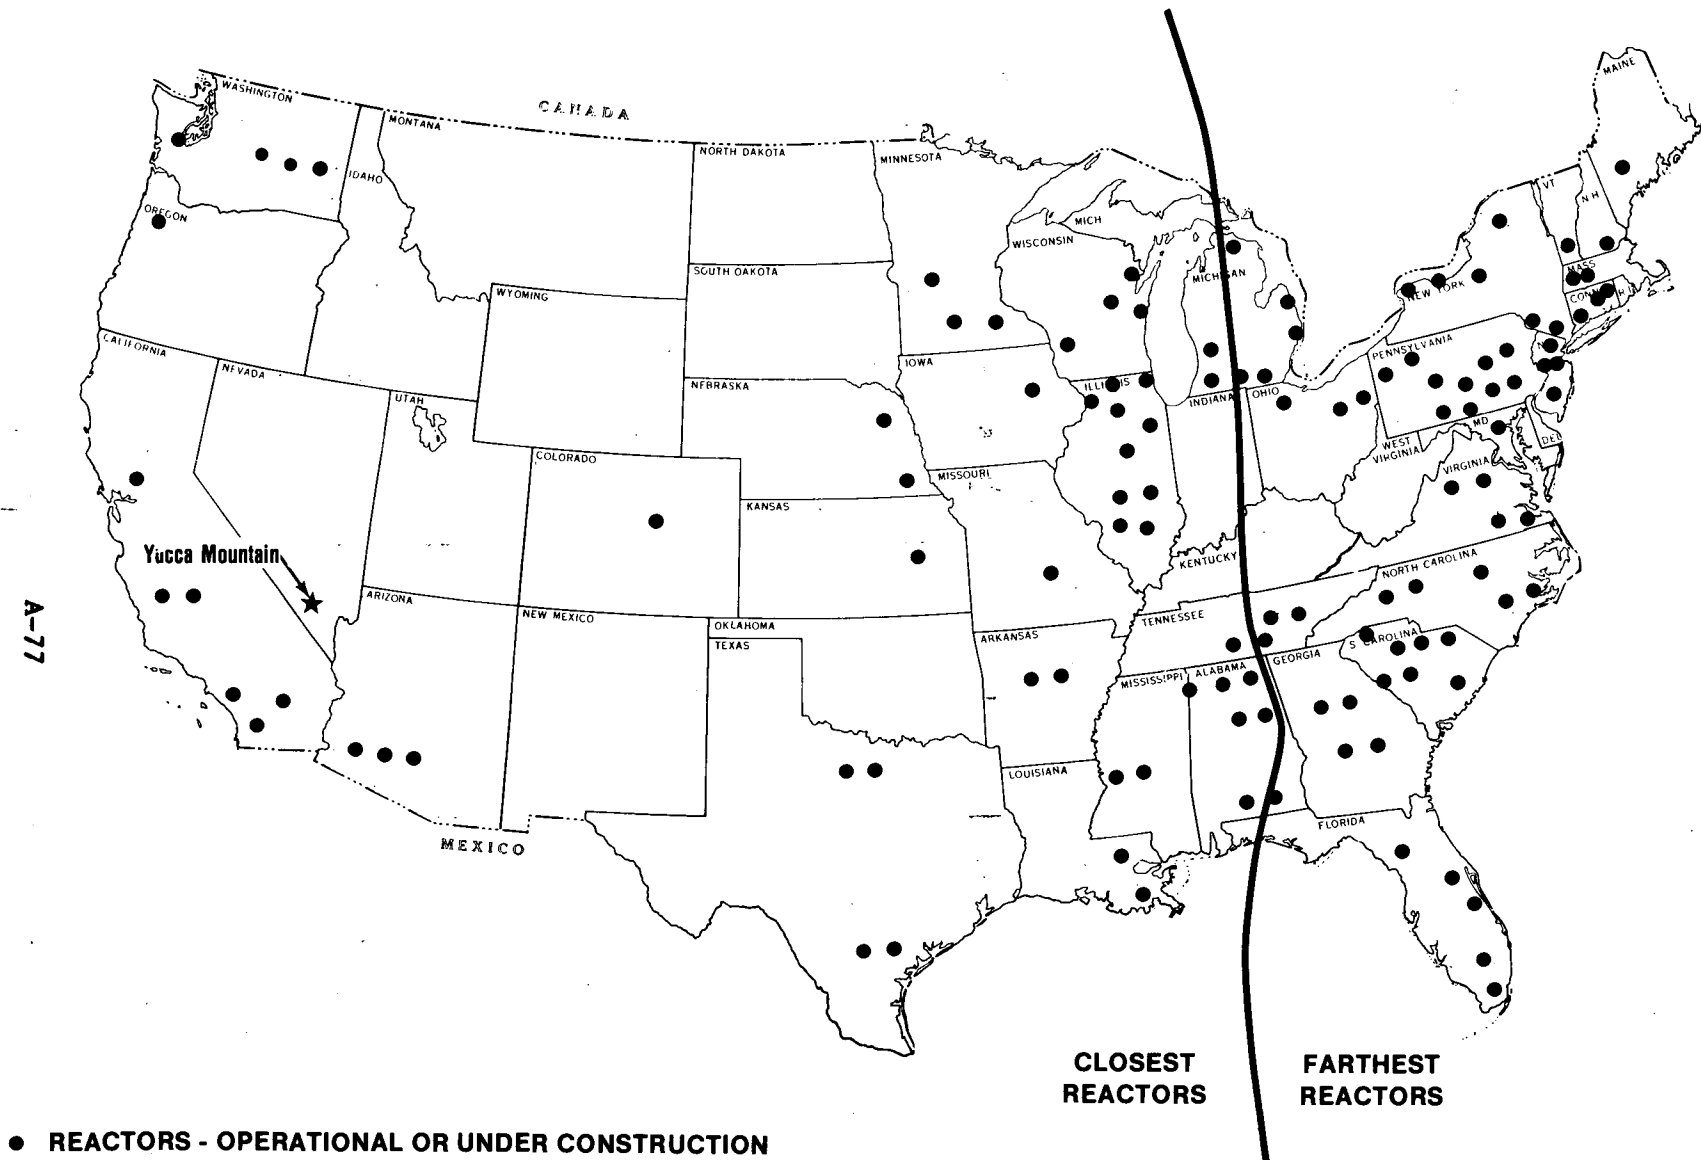 CANADA
WASHINGTON
MONTANA
IDAHO
OREGON
NORTH DAKOTA
MINNESOTA
MAINE
VT
N H
MICH
WISCONSIN
SOUTH DAKOTA
WYOMING
MICHIGAN
NEW YORK
MASS
CONN
R I
CALIFORNIA
NEVADA
UTAH
NEBRASKA
IOWA
ILLINOIS
INDIANA
OHIO
PENNSYLVANIA
N J
MD
DEL
WEST
VIRGINIA
VIRGINIA
COLORADO
KANSAS
MISSOURI
KENTUCKY
Yucca Mountain
ARIZONA
NEW MEXICO
OKLAHOMA
TEXAS
ARKANSAS
TENNESSEE
NORTH CAROLINA
S CAROLINA
MISSISSIPPI
ALABAMA
GEORGIA
LOUISIANA
FLORIDA
MEXICO
A-77
CLOSEST
REACTORS
FARTHEST
REACTORS
REACTORS - OPERATIONAL OR UNDER CONSTRUCTION